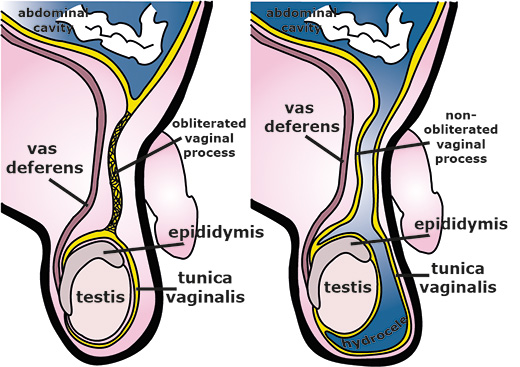 abdominal
cavity
obliterated
vaginal
process
vas
deferens
epididymis
tunica
vaginalis
testis
abdominal
cavity
vas
deferens
non-
obliterated
vaginal
process
epididymis
tunica
vaginalis
testis
hydrocele